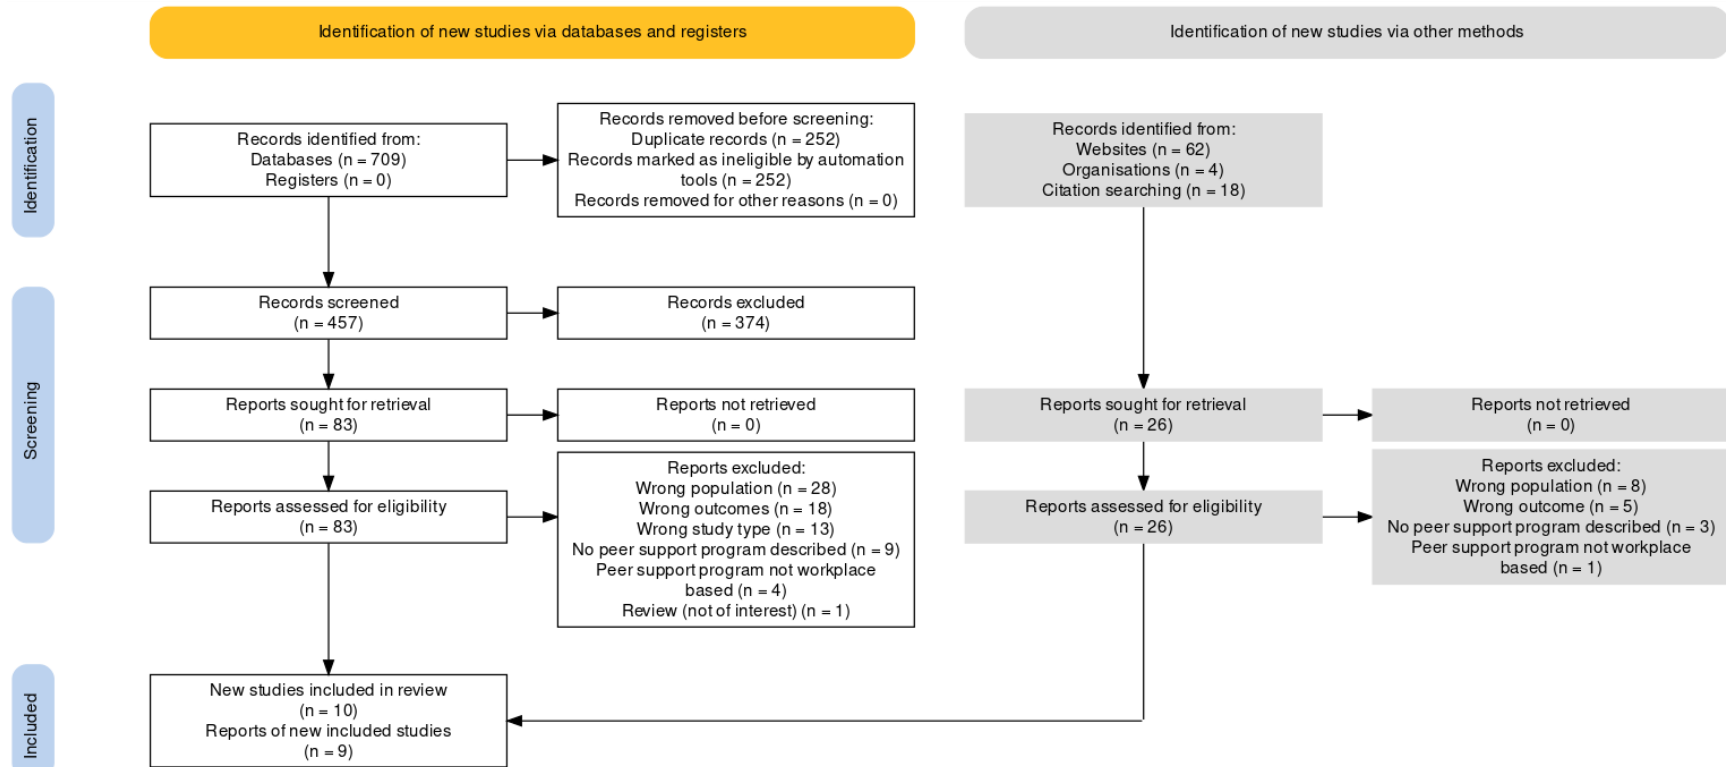 Identification of new studies via databases and registers
Identification of new studies via other methods
Identification
Records identified from:
Databases (n = 709)
Registers (n = 0)
Records removed before screening:
Duplicate records (n = 252)
Records marked as ineligible by automation
tools (n = 252)
Records removed for other reasons (n = 0)
Records identified from:
Websites (n = 62)
Organisations (n = 4)
Citation searching (n = 18)
Screening
Records screened
(n = 457)
Records excluded
(n = 374)
Reports sought for retrieval
(n = 83)
Reports not retrieved
(n = 0)
Reports sought for retrieval
(n = 26)
Reports not retrieved
(n = 0)
Reports assessed for eligibility
(n = 83)
Reports excluded:
Wrong population (n = 28)
Wrong outcomes (n = 18)
Wrong study type (n = 13)
No peer support program described (n = 9)
Peer support program not workplace
based (n = 4)
Review (not of interest) (n = 1)
Reports assessed for eligibility
(n = 26)
Reports excluded:
Wrong population (n = 8)
Wrong outcome (n = 5)
No peer support program described (n = 3)
Peer support program not workplace
based (n = 1)
Included
New studies included in review
(n = 10)
Reports of new included studies
(n = 9)